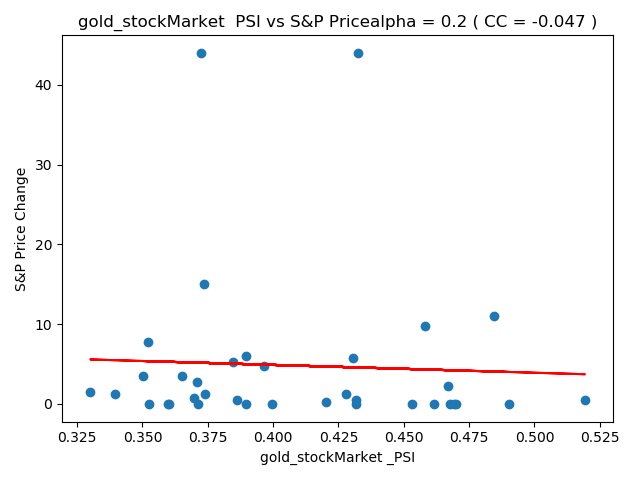 gold_stockMarket  PSI vs S&P Pricealpha = 0.2 ( CC = -0.047 )
40
30
20
10
0
S&P Price Change
0.325 0.350 0.375 0.400 0.425 0.450 0.475 0.500 0.525
gold_stockMarket _PSI